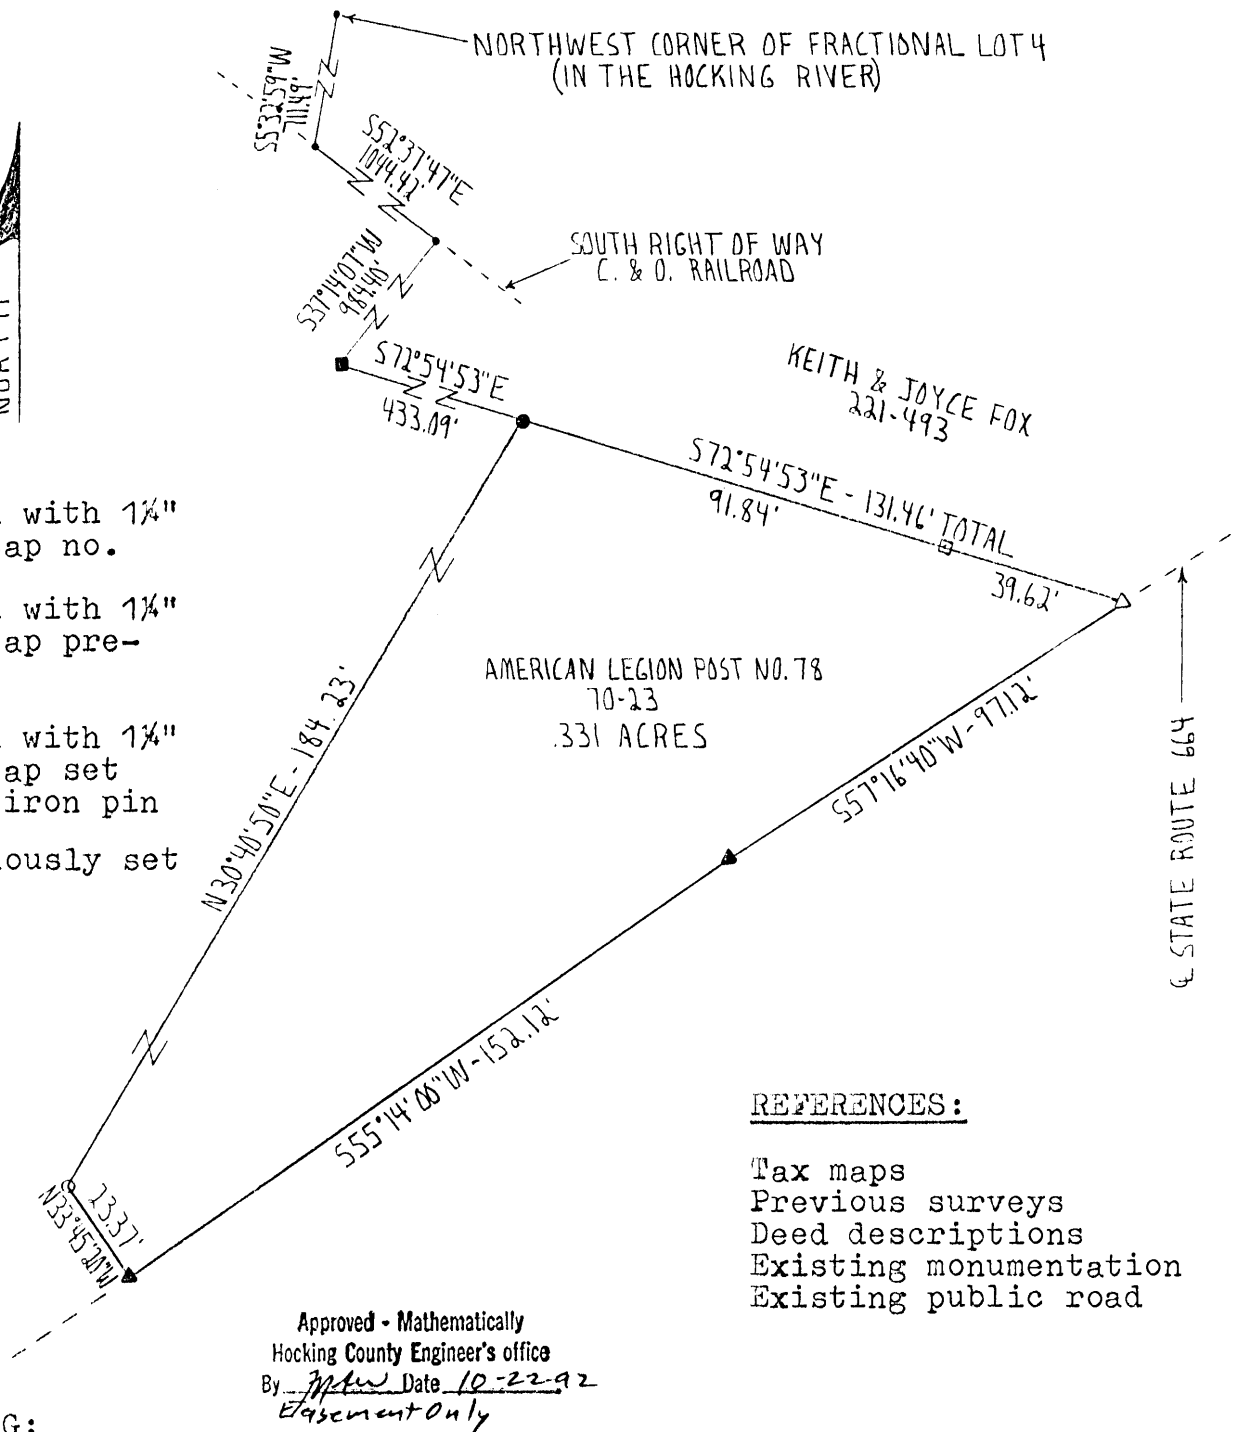 NORTHWEST CORNER OF FRACTIONAL LOT 4
(IN THE HOCKING RIVER)
S5°32'59"W
711.49'
S52°37'47"E
1044.42'
SOUTH RIGHT OF WAY
C. & O. RAILROAD
S37°14'07"W
984.40'
NORTH
S72°54'53"E
433.09'
KEITH & JOYCE FOX
221-493
S72°54'53"E - 131.46' TOTAL
91.84'
39.62'
with 1¼"
ap no.
with 1¼"
ap pre-
with 1¼"
ap set
iron pin
iously set
AMERICAN LEGION POST NO. 78
70-23
.331 ACRES
N30°40'50"E - 184.23'
S57°16'40"W - 97.12'
℄ STATE ROUTE 664
S55°14'00"W - 152.12'
23.37'
N33°45'20"W
REFERENCES:
Tax maps
Previous surveys
Deed descriptions
Existing monumentation
Existing public road
Approved - Mathematically
Hocking County Engineer's office
By Date 10-22-92
Easement Only
G: